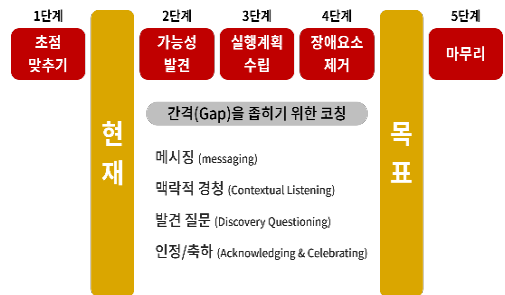 1단계
초점
맞추기
현재
2단계
가능성
발견
3단계
실행계획
수립
4단계
장애요소
제거
간격(Gap)을 좁히기 위한 코칭
메시징 (messaging)
맥락적 경청 (Contextual Listening)
발견 질문 (Discovery Questioning)
인정/축하 (Acknowledging & Celebrating)
목표
5단계
마무리